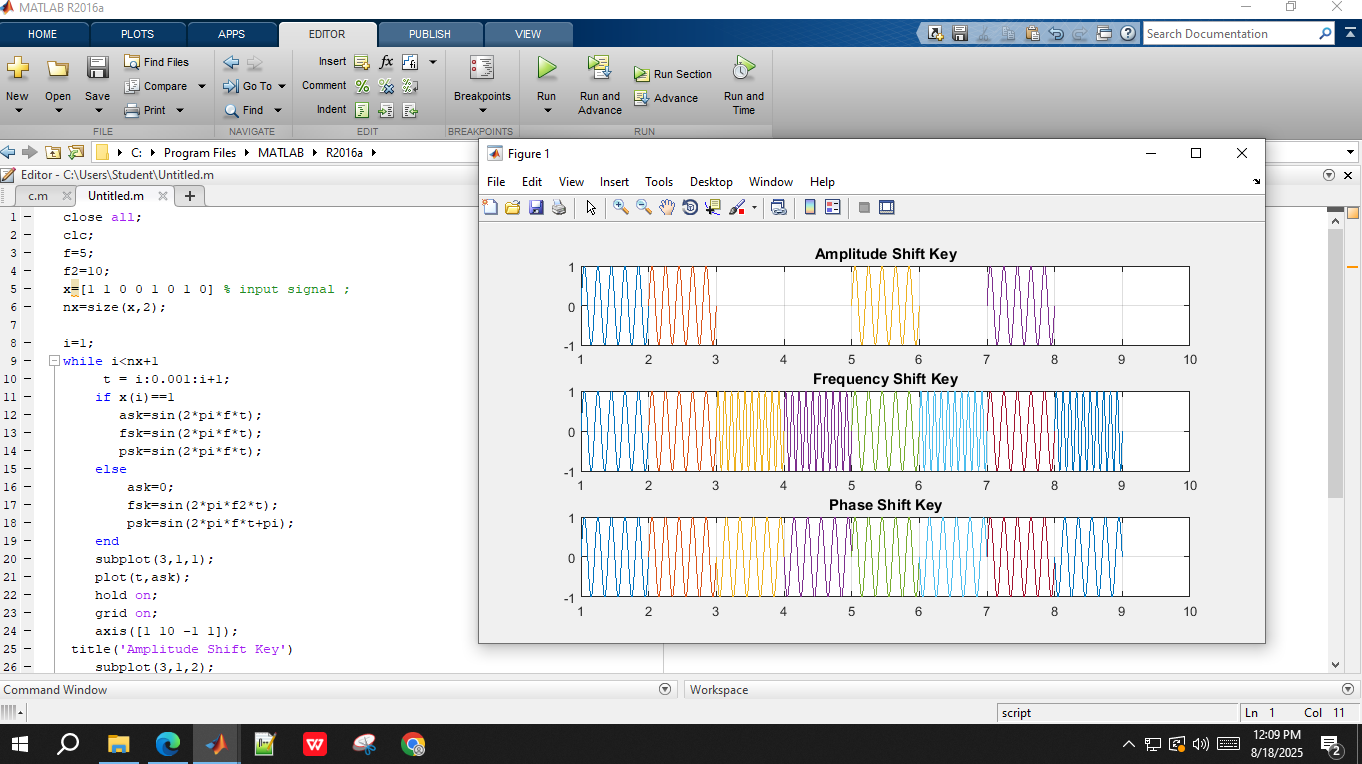 MATLAB R2016a
HOME PLOTS APPS EDITOR PUBLISH VIEW Search Documentation
New Open Save Find Files Compare Print Go To Find Insert fx Comment Indent Breakpoints Run Run and Advance Run Section Advance Run and Time
FILE NAVIGATE EDIT BREAKPOINTS RUN
C: Program Files MATLAB R2016a
Editor - C:\Users\Student\Untitled.m
c.m Untitled.m
1 close all;
2 clc;
3 f=5;
4 f2=10;
5 x=[1 1 0 0 1 0 1 0] % input signal ;
6 nx=size(x,2);
7
8 i=1;
9 while i<nx+1
10 t = i:0.001:i+1;
11 if x(i)==1
12 ask=sin(2*pi*f*t);
13 fsk=sin(2*pi*f*t);
14 psk=sin(2*pi*f*t);
15 else
16 ask=0;
17 fsk=sin(2*pi*f2*t);
18 psk=sin(2*pi*f*t+pi);
19 end
20 subplot(3,1,1);
21 plot(t,ask);
22 hold on;
23 grid on;
24 axis([1 10 -1 1]);
25 title('Amplitude Shift Key')
26 subplot(3,1,2);
Figure 1
File Edit View Insert Tools Desktop Window Help
Amplitude Shift Key
1
0
-1
1 2 3 4 5 6 7 8 9 10
Frequency Shift Key
1
0
-1
1 2 3 4 5 6 7 8 9 10
Phase Shift Key
1
0
-1
1 2 3 4 5 6 7 8 9 10
Command Window Workspace
script Ln 1 Col 11
12:09 PM
8/18/2025
2